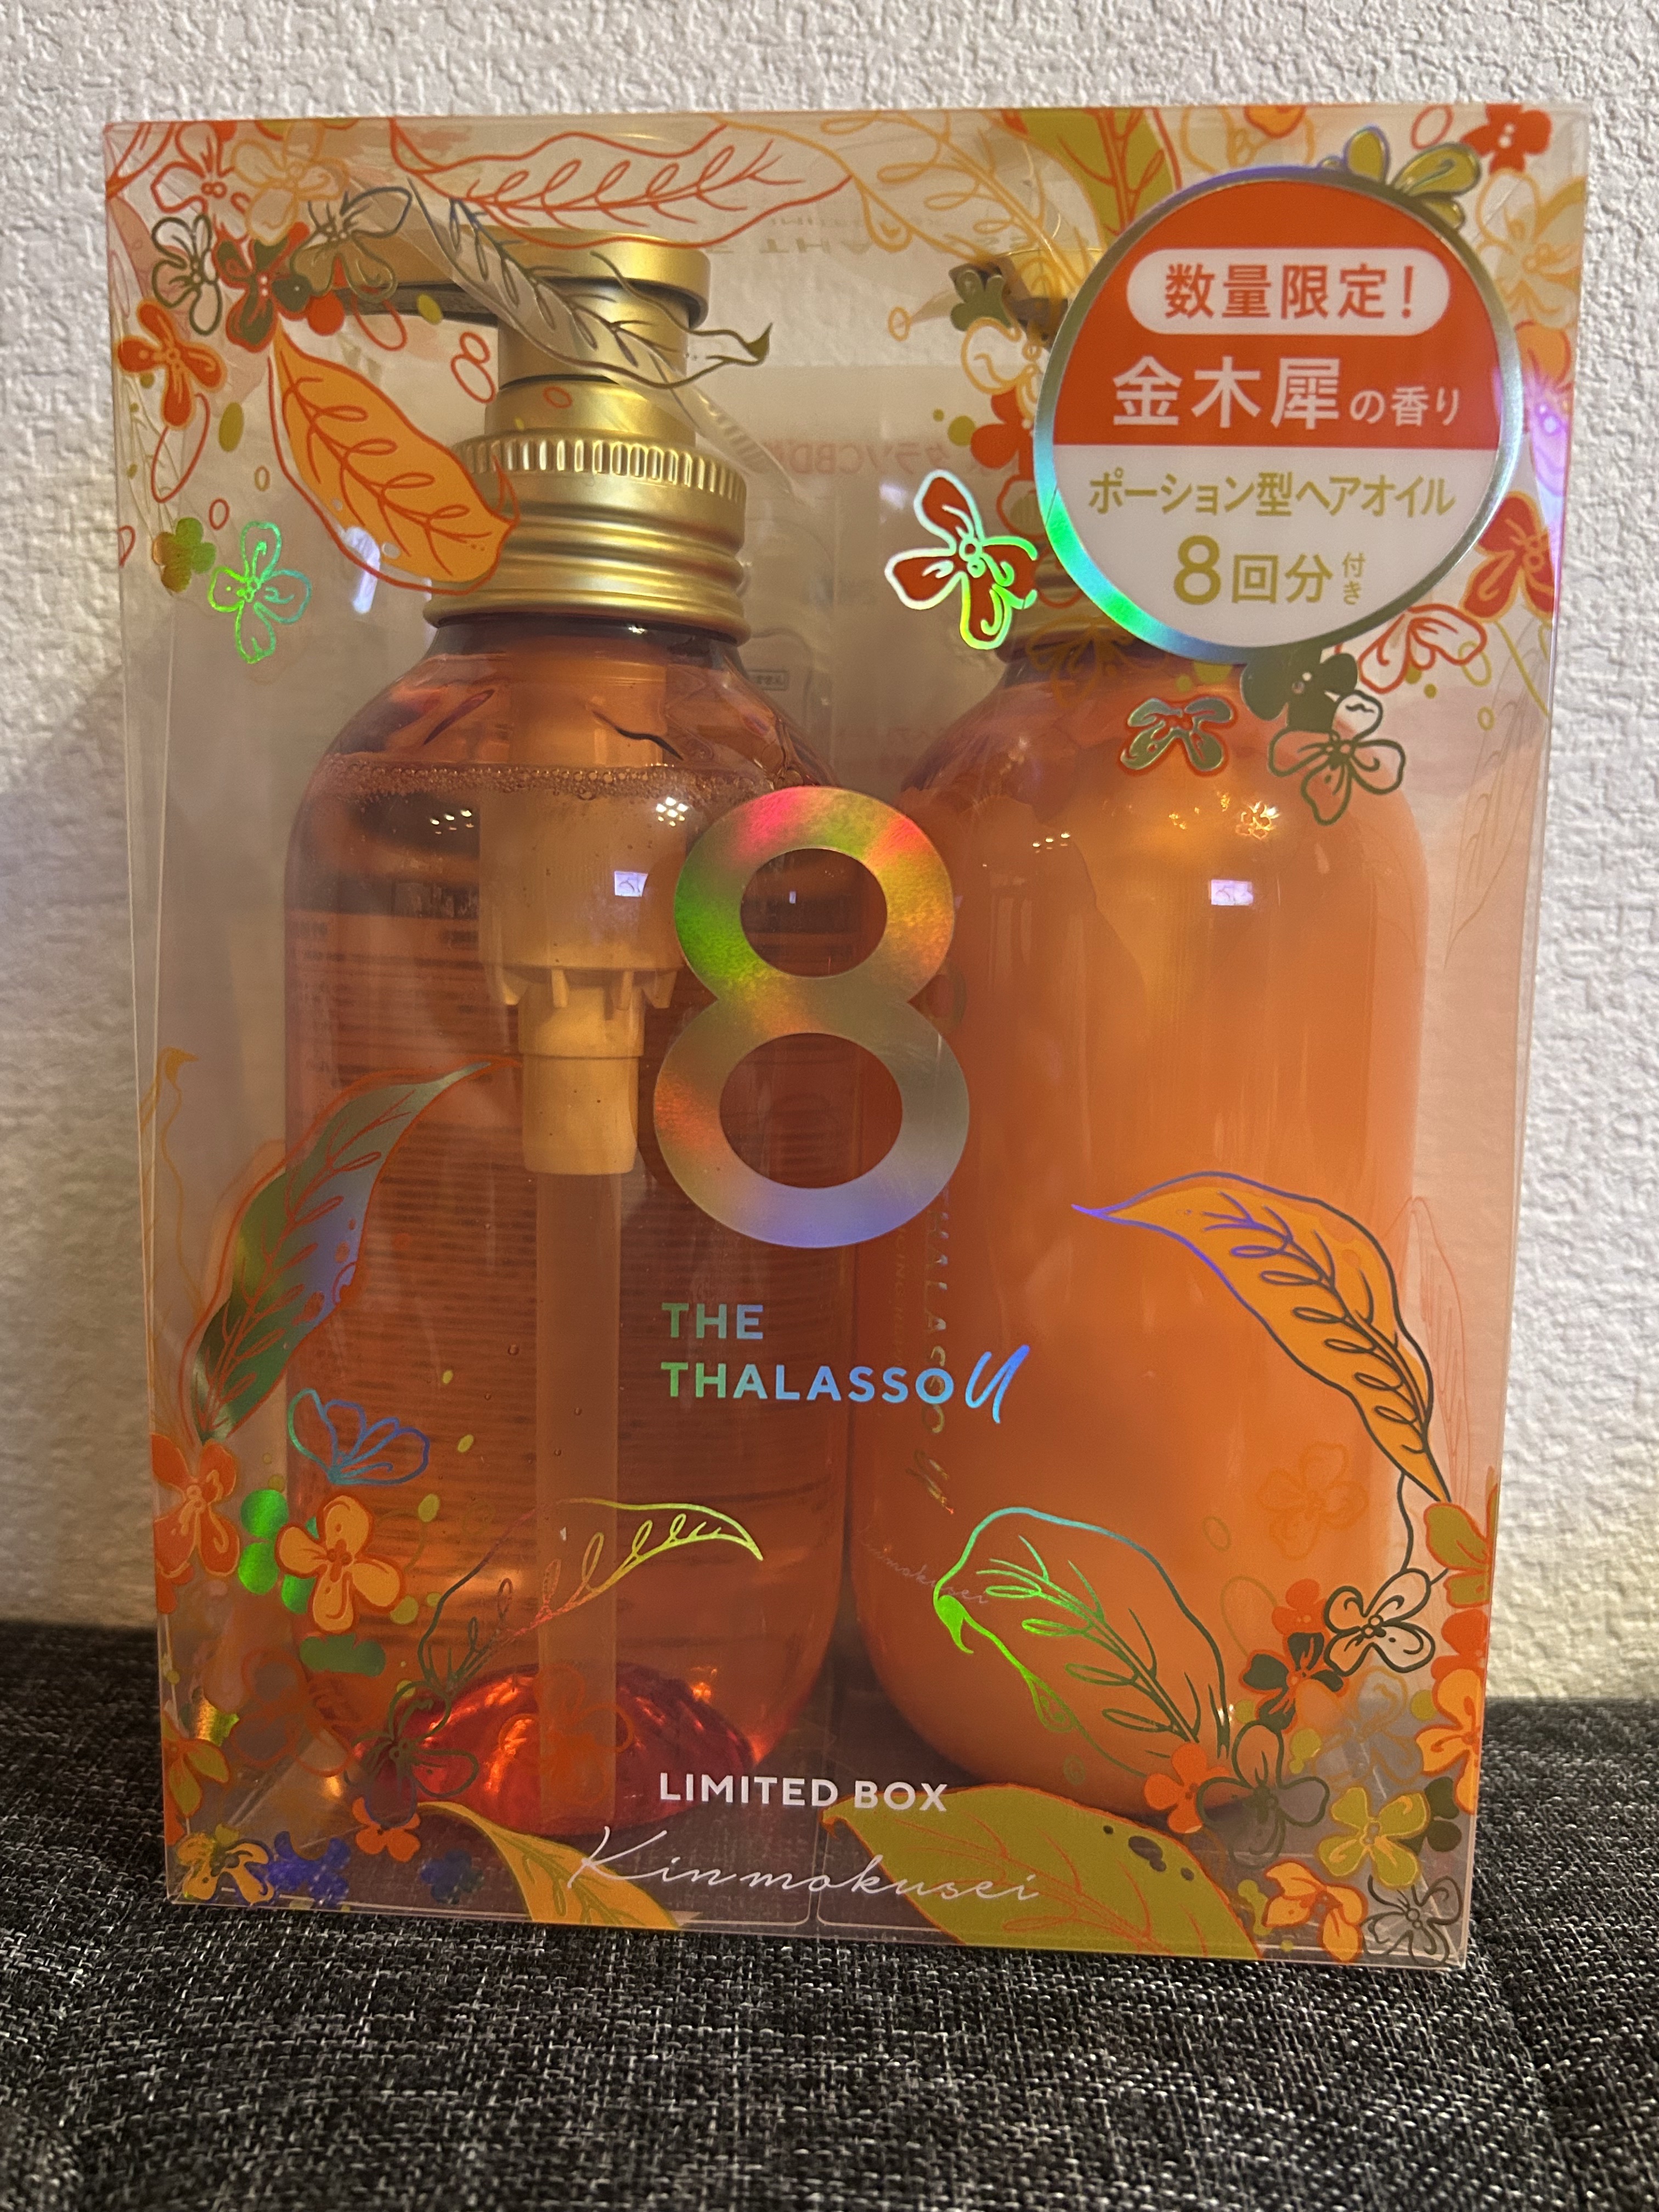 数量限定!
金木犀の香り
ポーション型ヘアオイル
8回分付き
8
THE
THALASSO U
LIMITED BOX
Kinmokusei